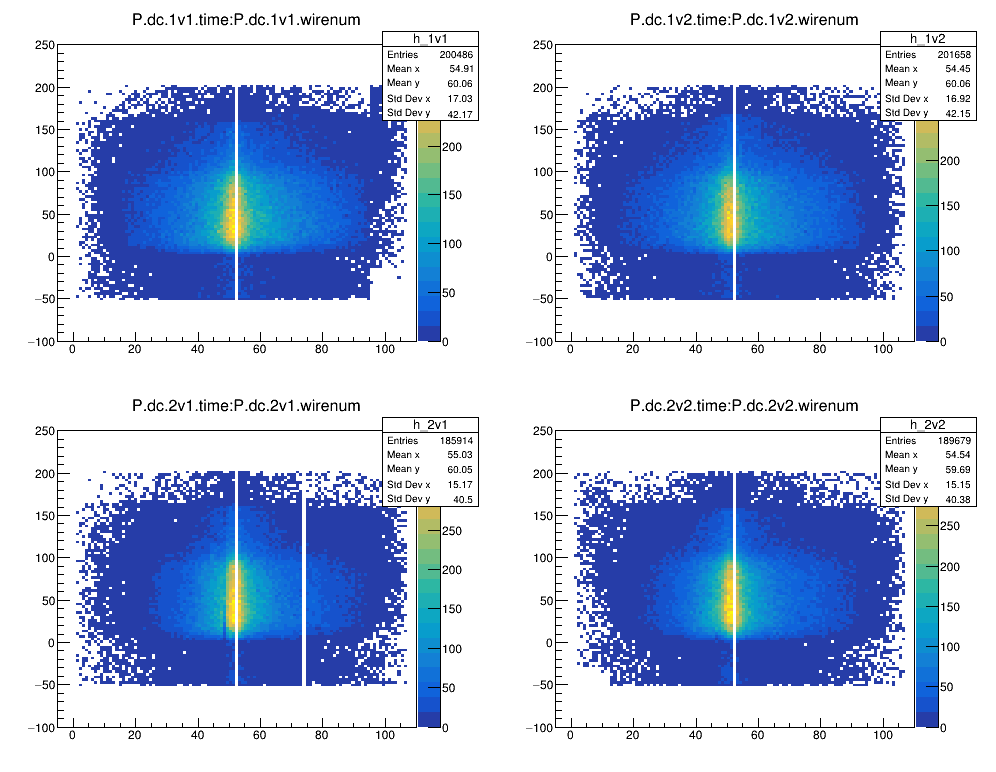 P.dc.1v1.time:P.dc.1v1.wirenum
h_1v1
Entries 200486
Mean x 54.91
Mean y 60.06
Std Dev x 17.03
Std Dev y 42.17
250
200
150
100
50
0
−50
−100
0 20 40 60 80 100
200
150
100
50
0
P.dc.1v2.time:P.dc.1v2.wirenum
h_1v2
Entries 201658
Mean x 54.45
Mean y 60.06
Std Dev x 16.92
Std Dev y 42.15
250
200
150
100
50
0
−50
−100
0 20 40 60 80 100
200
150
100
50
0
P.dc.2v1.time:P.dc.2v1.wirenum
h_2v1
Entries 185914
Mean x 55.03
Mean y 60.05
Std Dev x 15.17
Std Dev y 40.5
250
200
150
100
50
0
−50
−100
0 20 40 60 80 100
250
200
150
100
50
0
P.dc.2v2.time:P.dc.2v2.wirenum
h_2v2
Entries 189679
Mean x 54.54
Mean y 59.69
Std Dev x 15.15
Std Dev y 40.38
250
200
150
100
50
0
−50
−100
0 20 40 60 80 100
250
200
150
100
50
0